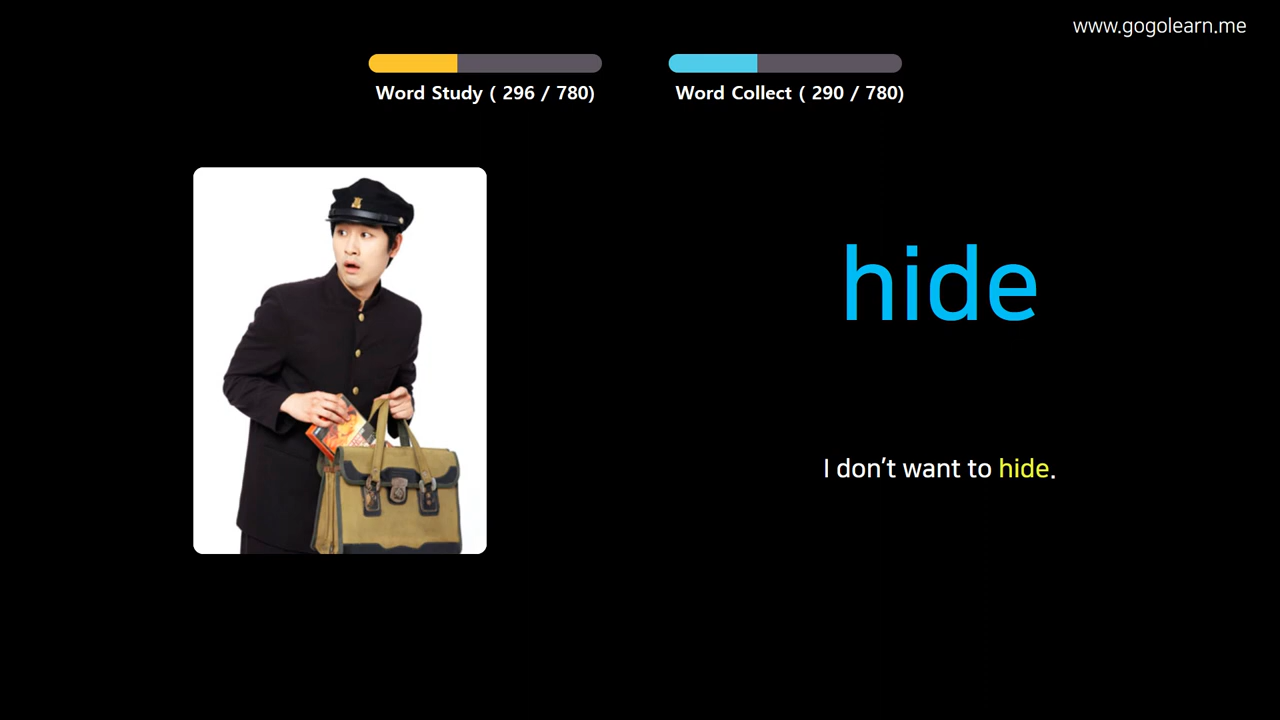 www.gogolearn.me
Word Study ( 296 / 780)
Word Collect ( 290 / 780)
hide
I don't want to hide.